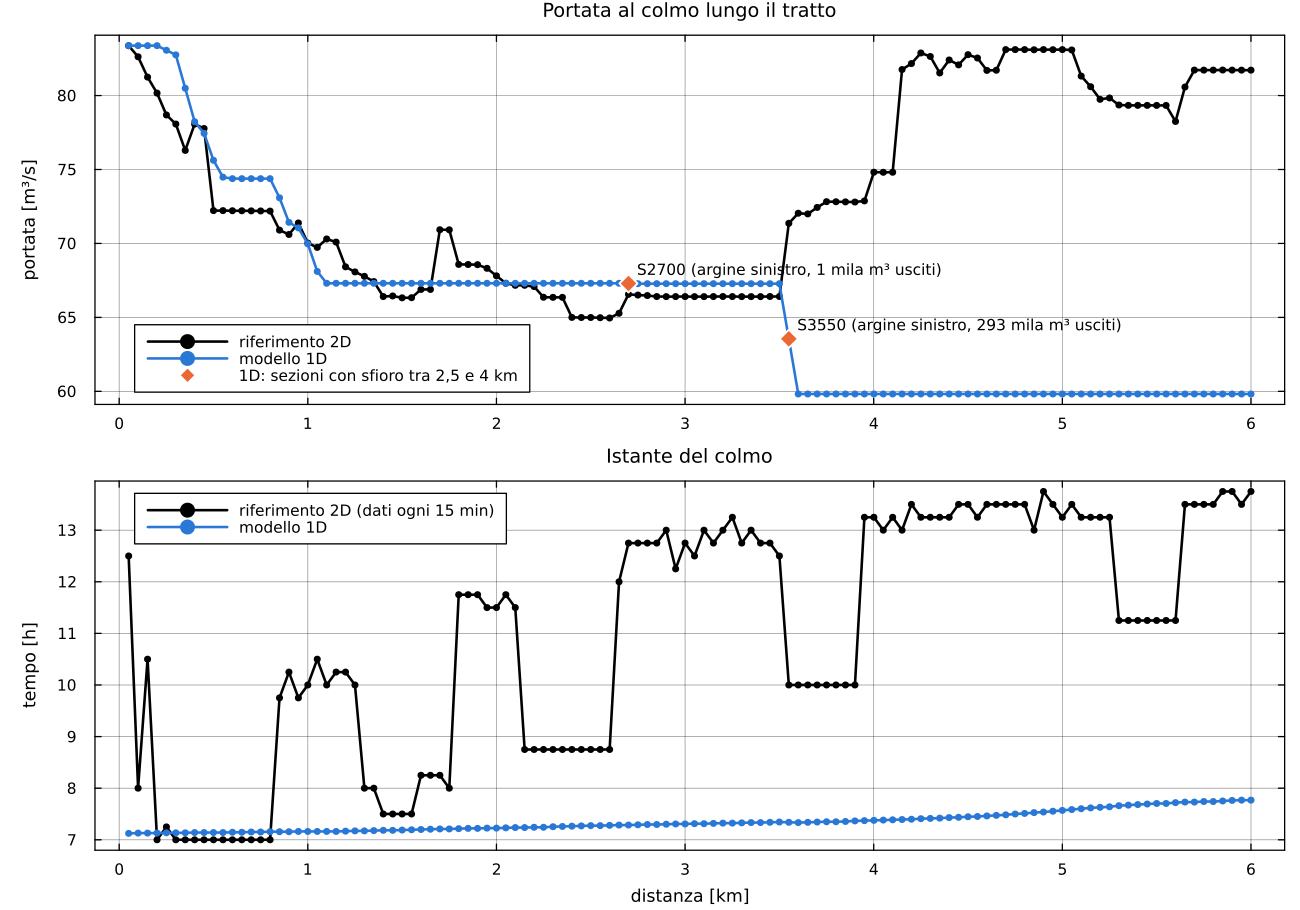 Portata al colmo lungo il tratto
portata [m³/s]
80
75
70
65
60
S2700 (argine sinistro, 1 mila m³ usciti)
S3550 (argine sinistro, 293 mila m³ usciti)
riferimento 2D
modello 1D
1D: sezioni con sfioro tra 2,5 e 4 km
0 1 2 3 4 5 6
Istante del colmo
tempo [h]
riferimento 2D (dati ogni 15 min)
modello 1D
13
12
11
10
9
8
7
0 1 2 3 4 5 6
distanza [km]